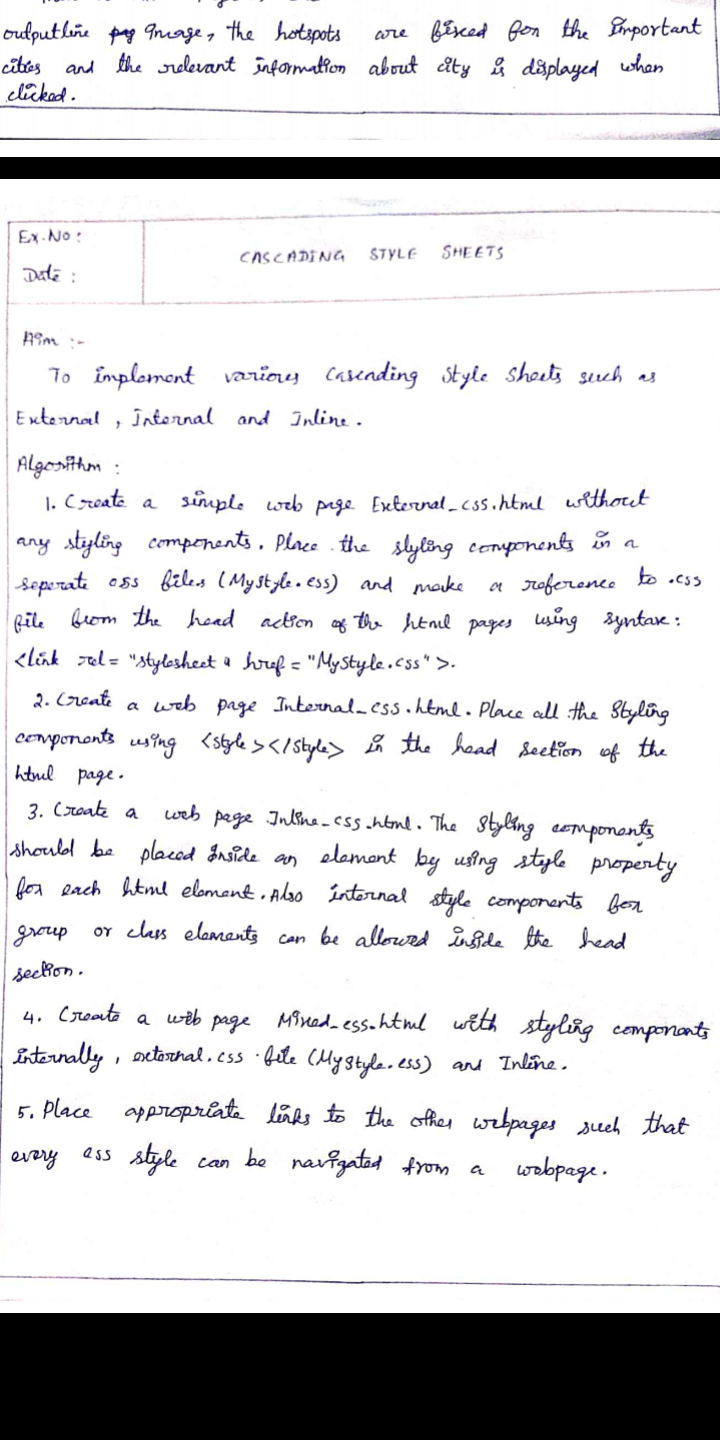 outputline pag Image, the hotspots are fixed for the important
cities and the relevant information about city is displayed when
clicked.
Ex.No :
CASCADING STYLE SHEETS
Date :
Aim :-
To implement various Cascading Style Sheets such as
External, Internal and Inline.
Algorithm :
1. Create a simple web page External_css.html without
any styling components. Place the styling components in a
seperate css files (MyStyle.css) and make a reference to .css
file from the head action of the html pages using syntax:
<link rel= "stylesheet" href = "MyStyle.css" >.
2. Create a web page Internal_css.html. Place all the Styling
components using <style></style> in the head section of the
html page.
3. Create a web page Inline_css.html. The Styling components
should be placed Inside an element by using style property
for each html element. Also internal style components for
group or class elements can be allowed inside the head
section.
4. Create a web page Mixed_css.html with styling components
internally, external.css file (MyStyle.css) and Inline.
5. Place appropriate links to the other webpages such that
every css style can be navigated from a webpage.